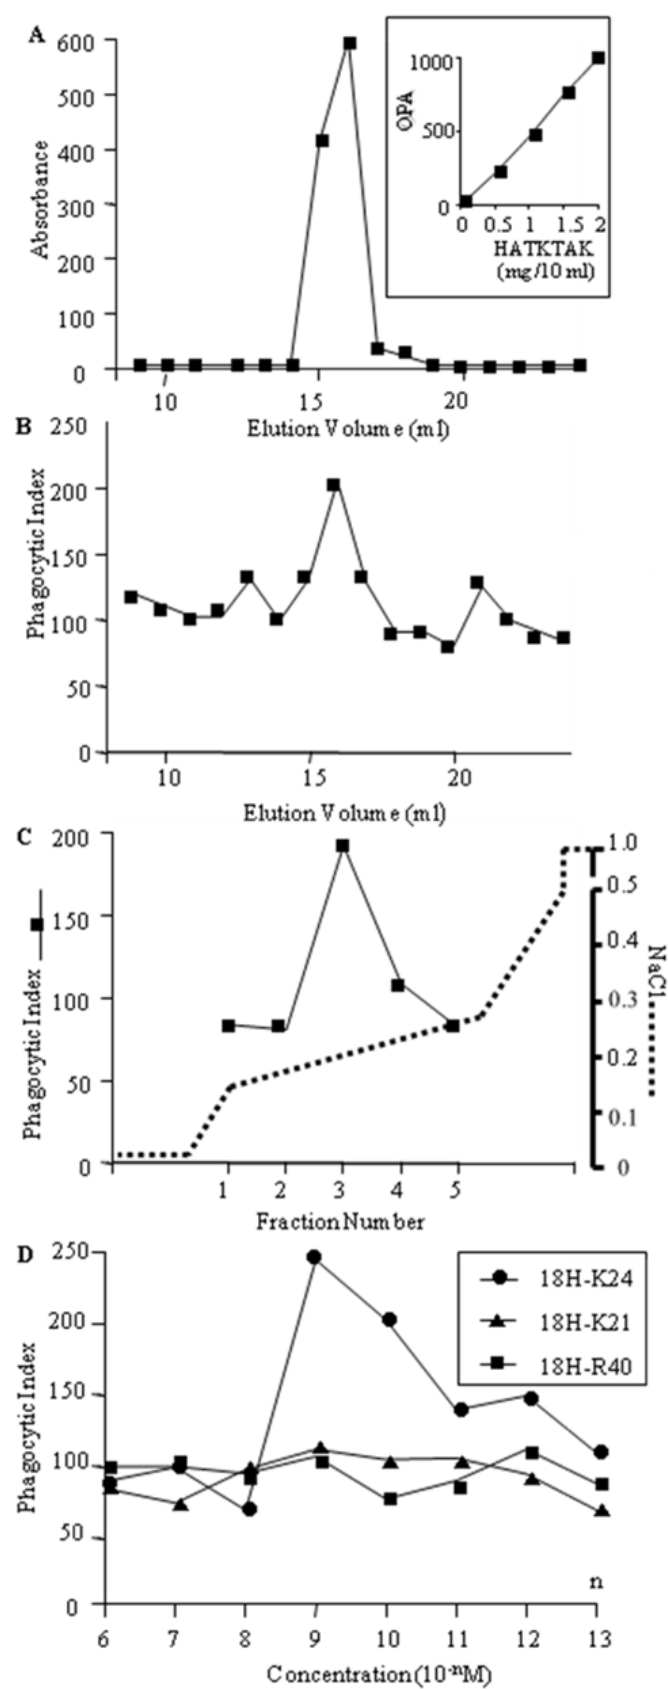 A
600
500
400
300
200
100
0
Absorbance
10
15
20
Elution Volume (ml)
1000
500
0
OPA
0 0.5 1 1.5 2
HATKTAK
(mg/10 ml)
B
250
200
150
100
50
0
Phagocytic Index
10
15
20
Elution Volume (ml)
C
200
150
100
50
0
Phagocytic Index
1.0
0.5
0.4
0.3
0.2
0.1
0
NaCl
1 2 3 4 5
Fraction Number
D
250
200
150
100
50
0
Phagocytic Index
18H-K24
18H-K21
18H-R40
n
6 7 8 9 10 11 12 13
Concentration (10-nM)